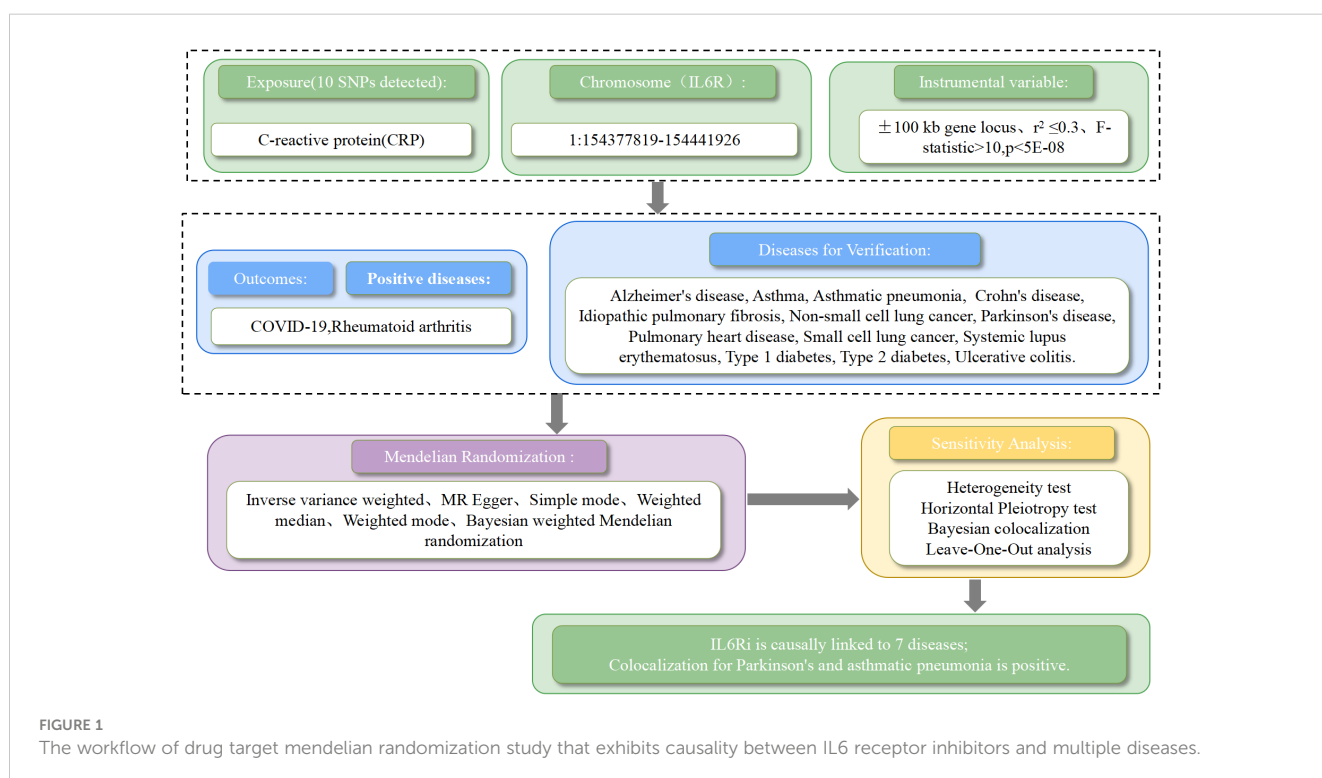 Exposure(10 SNPs detected):
C-reactive protein(CRP)
Chromosome（IL6R）:
1:154377819-154441926
Instrumental variable:
±100 kb gene locus、r² ≤0.3、F-
statistic>10,p<5E-08
Outcomes:
Positive diseases:
COVID-19,Rheumatoid arthritis
Diseases for Verification:
Alzheimer's disease, Asthma, Asthmatic pneumonia, Crohn's disease,
Idiopathic pulmonary fibrosis, Non-small cell lung cancer, Parkinson's disease,
Pulmonary heart disease, Small cell lung cancer, Systemic lupus
erythematosus, Type 1 diabetes, Type 2 diabetes, Ulcerative colitis.
Mendelian Randomization :
Inverse variance weighted、MR Egger、Simple mode、Weighted
median、Weighted mode、Bayesian weighted Mendelian
randomization
Sensitivity Analysis:
Heterogeneity test
Horizontal Pleiotropy test
Bayesian colocalization
Leave-One-Out analysis
IL6Ri is causally linked to 7 diseases;
Colocalization for Parkinson's and asthmatic pneumonia is positive.
FIGURE 1
The workflow of drug target mendelian randomization study that exhibits causality between IL6 receptor inhibitors and multiple diseases.